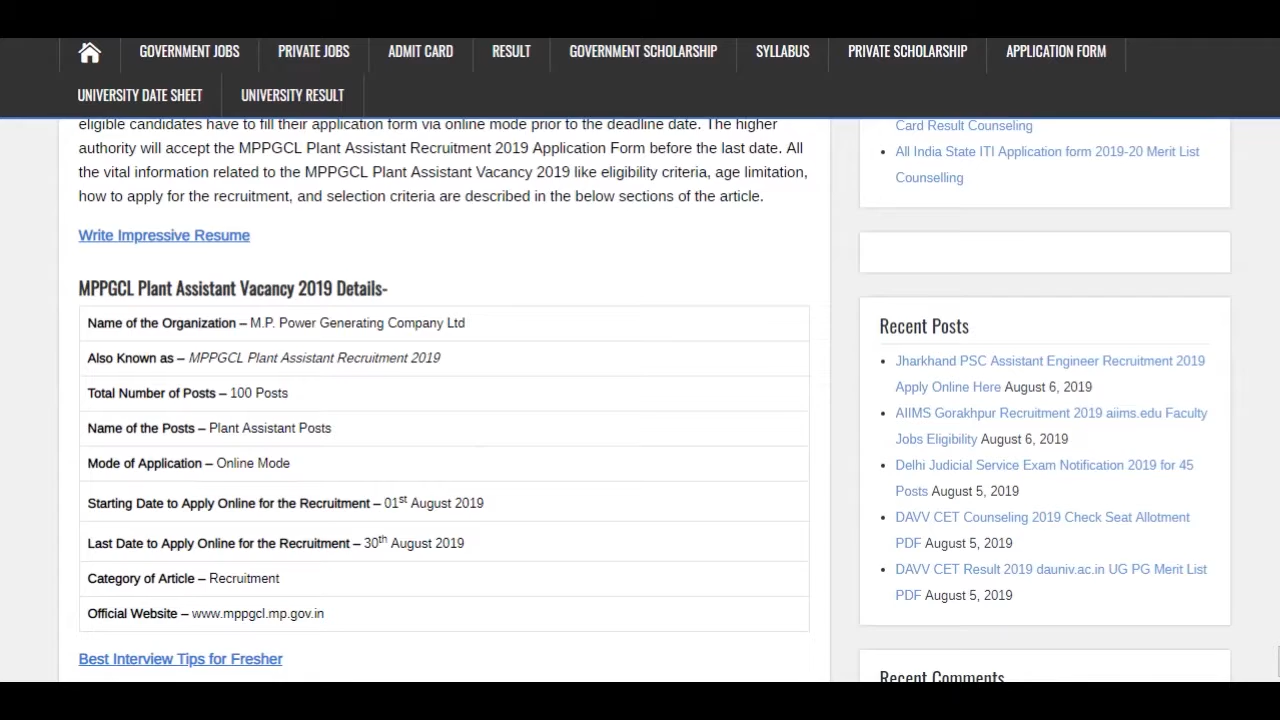 GOVERNMENT JOBS PRIVATE JOBS ADMIT CARD RESULT GOVERNMENT SCHOLARSHIP SYLLABUS PRIVATE SCHOLARSHIP APPLICATION FORM
UNIVERSITY DATE SHEET UNIVERSITY RESULT
eligible candidates have to fill their application form via online mode prior to the deadline date. The higher
authority will accept the MPPGCL Plant Assistant Recruitment 2019 Application Form before the last date. All
the vital information related to the MPPGCL Plant Assistant Vacancy 2019 like eligibility criteria, age limitation,
how to apply for the recruitment, and selection criteria are described in the below sections of the article.
Write Impressive Resume
MPPGCL Plant Assistant Vacancy 2019 Details-
Name of the Organization – M.P. Power Generating Company Ltd
Also Known as – MPPGCL Plant Assistant Recruitment 2019
Total Number of Posts – 100 Posts
Name of the Posts – Plant Assistant Posts
Mode of Application – Online Mode
Starting Date to Apply Online for the Recruitment – 01st August 2019
Last Date to Apply Online for the Recruitment – 30th August 2019
Category of Article – Recruitment
Official Website – www.mppgcl.mp.gov.in
Best Interview Tips for Fresher
Card Result Counseling
All India State ITI Application form 2019-20 Merit List
Counselling
Recent Posts
Jharkhand PSC Assistant Engineer Recruitment 2019
Apply Online Here August 6, 2019
AIIMS Gorakhpur Recruitment 2019 aiims.edu Faculty
Jobs Eligibility August 6, 2019
Delhi Judicial Service Exam Notification 2019 for 45
Posts August 5, 2019
DAVV CET Counseling 2019 Check Seat Allotment
PDF August 5, 2019
DAVV CET Result 2019 dauniv.ac.in UG PG Merit List
PDF August 5, 2019
Recent Comments